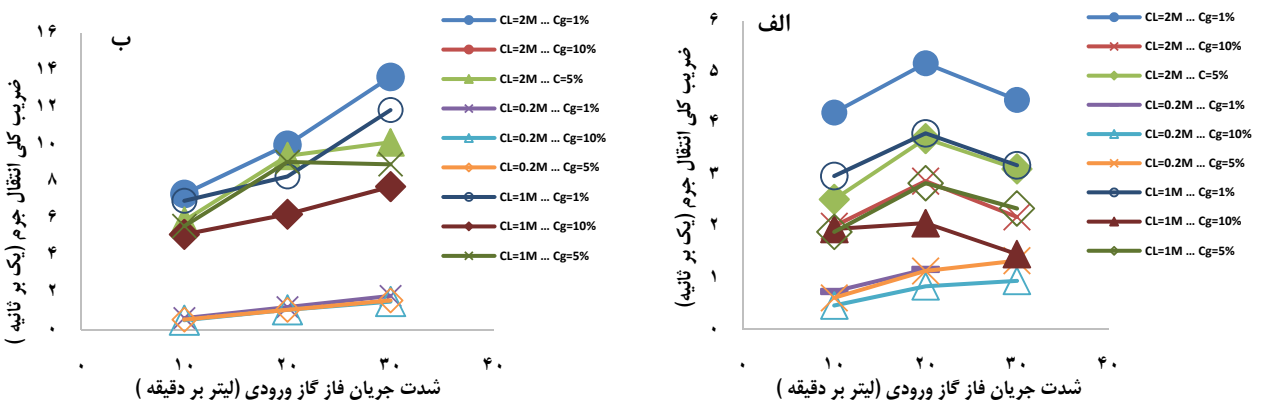 الف
ضریب کلی انتقال جرم (یک بر ثانیه)
۶
۵
۴
۳
۲
۱
۰
۰ ۱۰ ۲۰ ۳۰ ۴۰
شدت جریان فاز گاز ورودی (لیتر بر دقیقه )
CL=2M ... Cg=1%
CL=2M ... Cg=10%
CL=2M ... C=5%
CL=0.2M ... Cg=1%
CL=0.2M ... Cg=10%
CL=0.2M ... Cg=5%
CL=1M ... Cg=1%
CL=1M ... Cg=10%
CL=1M ... Cg=5%
ب
ضریب کلی انتقال جرم (یک بر ثانیه )
۱۶
۱۴
۱۲
۱۰
۸
۶
۴
۲
۰
۰ ۱۰ ۲۰ ۳۰ ۴۰
شدت جریان فاز گاز ورودی (لیتر بر دقیقه )
CL=2M ... Cg=1%
CL=2M ... Cg=10%
CL=2M ... C=5%
CL=0.2M ... Cg=1%
CL=0.2M ... Cg=10%
CL=0.2M ... Cg=5%
CL=1M ... Cg=1%
CL=1M ... Cg=10%
CL=1M ... Cg=5%